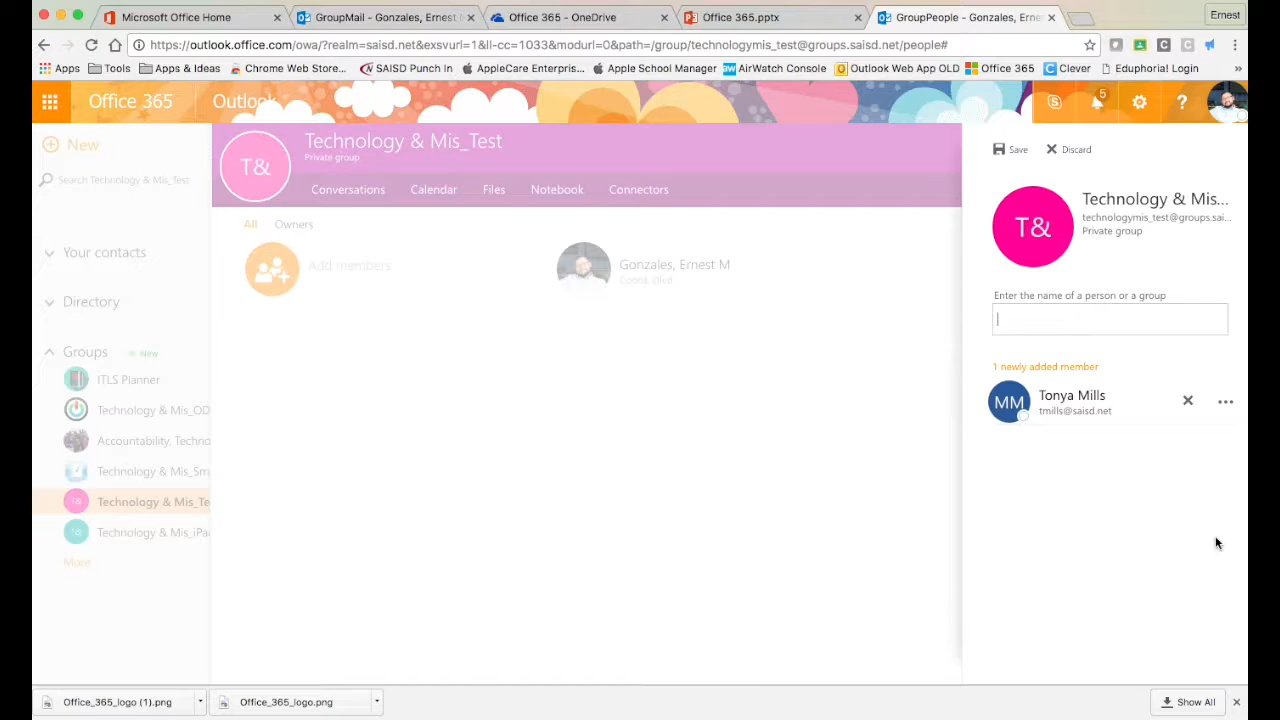 Microsoft Office Home
GroupMail - Gonzales, Ernest
Office 365 - OneDrive
Office 365.pptx
GroupPeople - Gonzales, Erne
Ernest
https://outlook.office.com/owa/?realm=saisd.net&exsvurl=1&ll-cc=1033&modurl=0&path=/group/technologymis_test@groups.saisd.net/people#
Apps
Tools
Apps & Ideas
Chrome Web Store...
SAISD Punch In
AppleCare Enterpris...
Apple School Manager
AirWatch Console
Outlook Web App OLD
Office 365
Clever
Eduphoria! Login
»
Office 365
Outlook
5
?
New
Search Technology & Mis_Test
Your contacts
Directory
Groups
New
ITLS Planner
Technology & Mis_OD
Accountability, Techno
Technology & Mis_Sm
T&
Technology & Mis_Te
T&
Technology & Mis_iPa
More
T&
Technology & Mis_Test
Private group
Conversations
Calendar
Files
Notebook
Connectors
All
Owners
Add members
Gonzales, Ernest M
Save
Discard
T&
Technology & Mis...
technologymis_test@groups.sai...
Private group
Enter the name of a person or a group
1 newly added member
MM
Tonya Mills
tmills@saisd.net
Office_365_logo (1).png
Office_365_logo.png
Show All